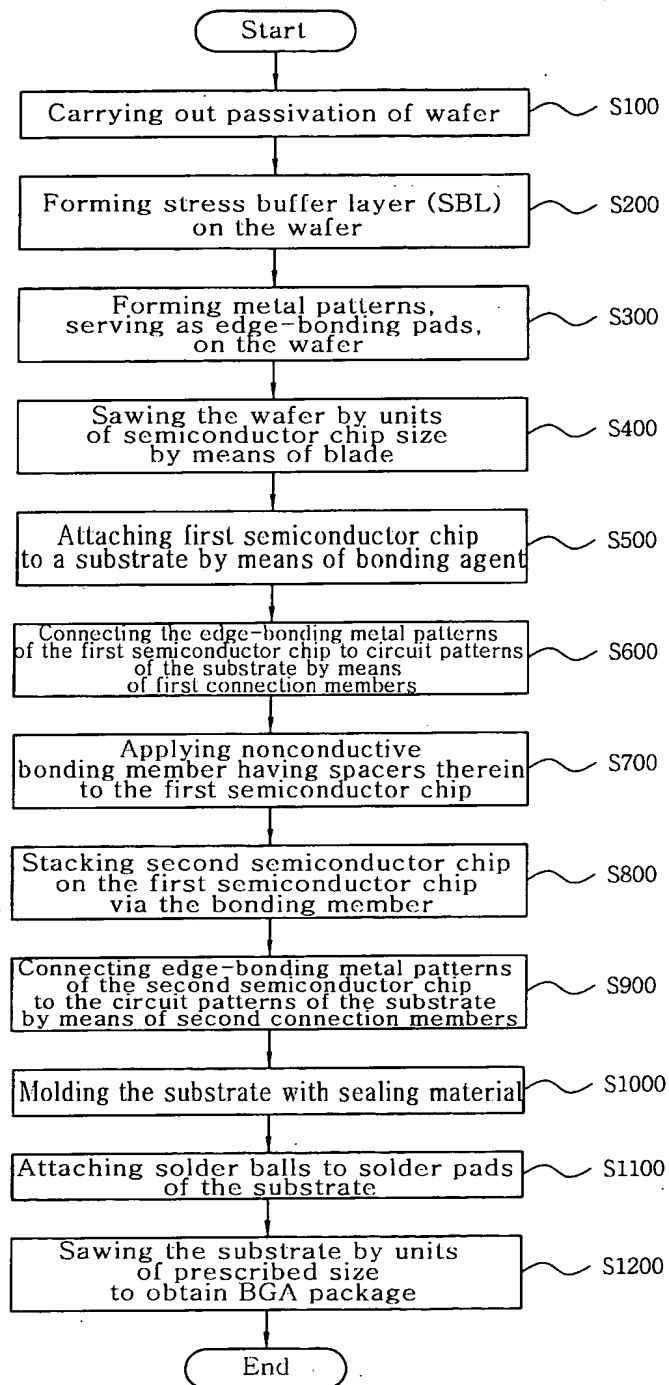 Start
Carrying out passivation of wafer
S100
Forming stress buffer layer (SBL)
on the wafer
S200
Forming metal patterns,
serving as edge-bonding pads,
on the wafer
S300
Sawing the wafer by units
of semiconductor chip size
by means of blade
S400
Attaching first semiconductor chip
to a substrate by means of bonding agent
S500
Connecting the edge-bonding metal patterns
of the first semiconductor chip to circuit patterns
of the substrate by means
of first connection members
S600
Applying nonconductive
bonding member having spacers therein
to the first semiconductor chip
S700
Stacking second semiconductor chip
on the first semiconductor chip
via the bonding member
S800
Connecting edge-bonding metal patterns
of the second semiconductor chip
to the circuit patterns of the substrate
by means of second connection members
S900
Molding the substrate with sealing material
S1000
Attaching solder balls to solder pads
of the substrate
S1100
Sawing the substrate by units
of prescribed size
to obtain BGA package
S1200
End